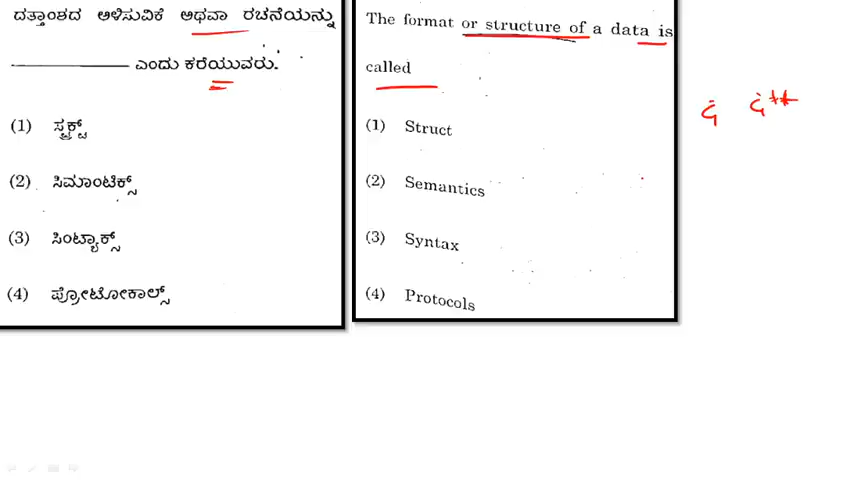 ದತ್ತಾಂಶದ ಅಳಿಸುವಿಕೆ ಅಥವಾ ರಚನೆಯನ್ನು
____________ ಎಂದು ಕರೆಯುವರು.
(1) ಸ್ಟ್ರಕ್ಟ್
(2) ಸಿಮಾಂಟಿಕ್ಸ್
(3) ಸಿಂಟ್ಯಾಕ್ಸ್
(4) ಪ್ರೋಟೋಕಾಲ್ಸ್
The format or structure of a data is
called
(1) Struct
(2) Semantics
(3) Syntax
(4) Protocols